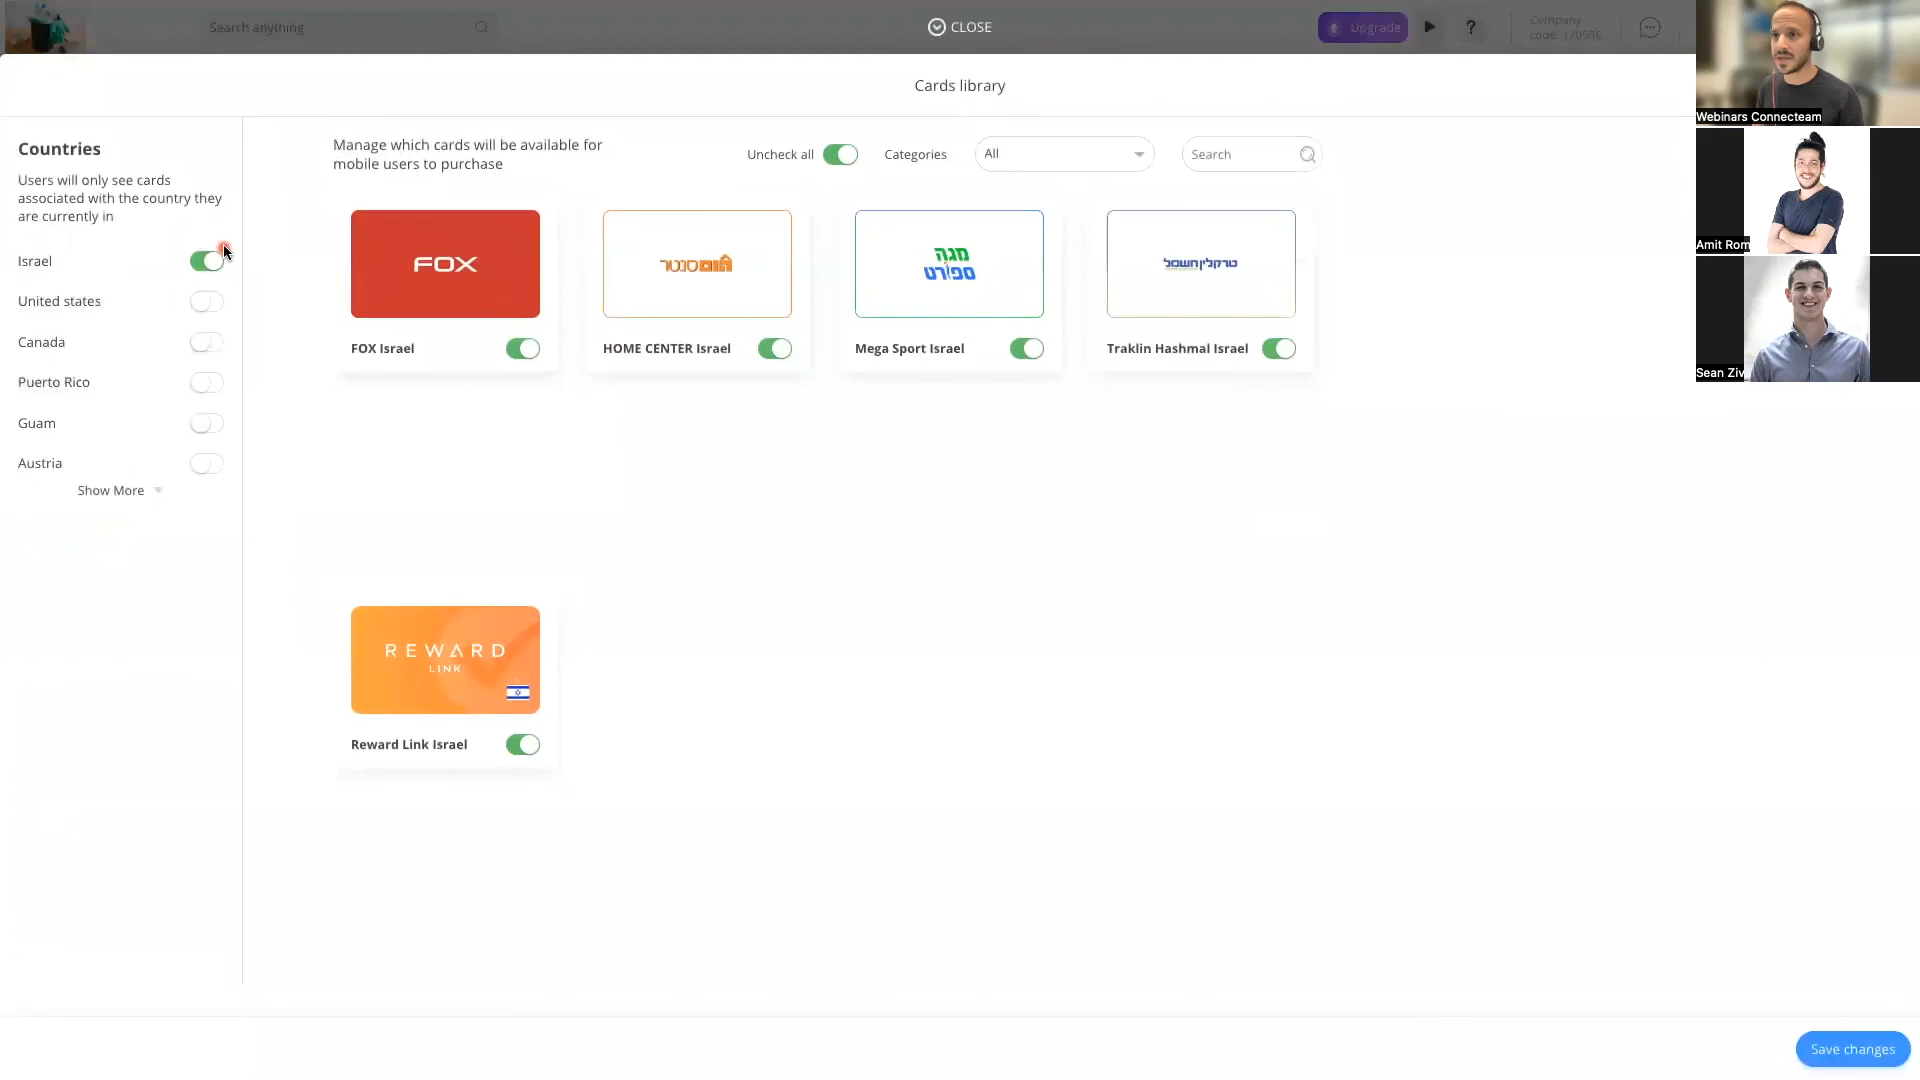 Search anything
CLOSE
Upgrade
?
Company
Webinars Connecteam
Amit Rom
Sean Ziv
Cards library
Countries
Users will only see cards
associated with the country they
are currently in
Israel
United states
Canada
Puerto Rico
Guam
Austria
Show More
Manage which cards will be available for
mobile users to purchase
Uncheck all
Categories
All
Search
FOX
FOX Israel
הום סנטר
HOME CENTER Israel
מגה
ספורט
Mega Sport Israel
טרקלין חשמל
Traklin Hashmal Israel
REWARD
LINK
Reward Link Israel
Save changes